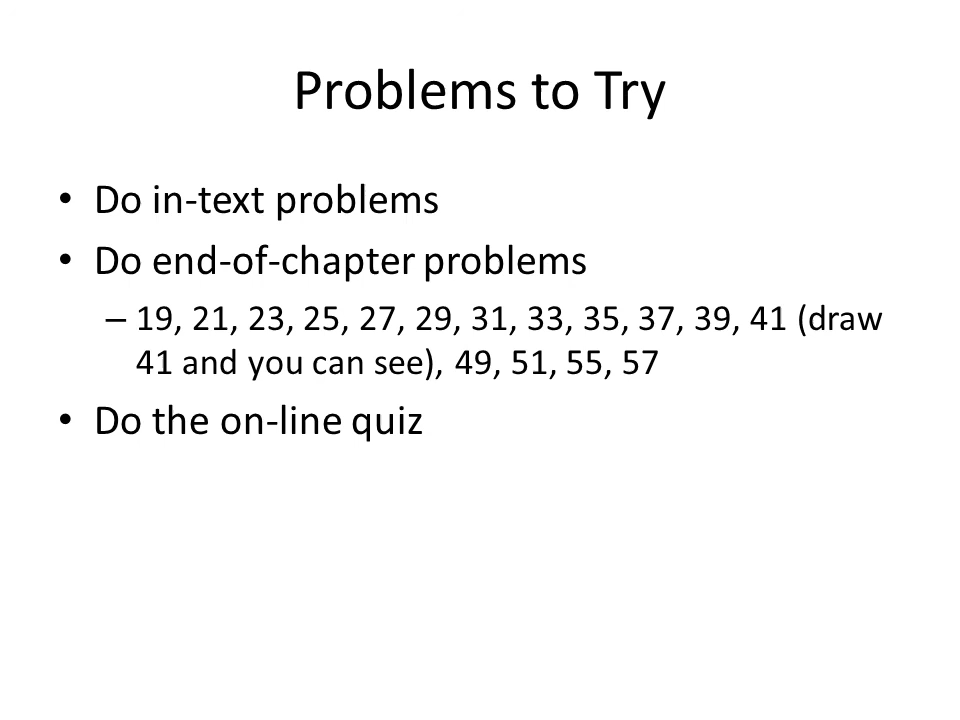 Problems to Try
• Do in-text problems
• Do end-of-chapter problems
– 19, 21, 23, 25, 27, 29, 31, 33, 35, 37, 39, 41 (draw
41 and you can see), 49, 51, 55, 57
• Do the on-line quiz